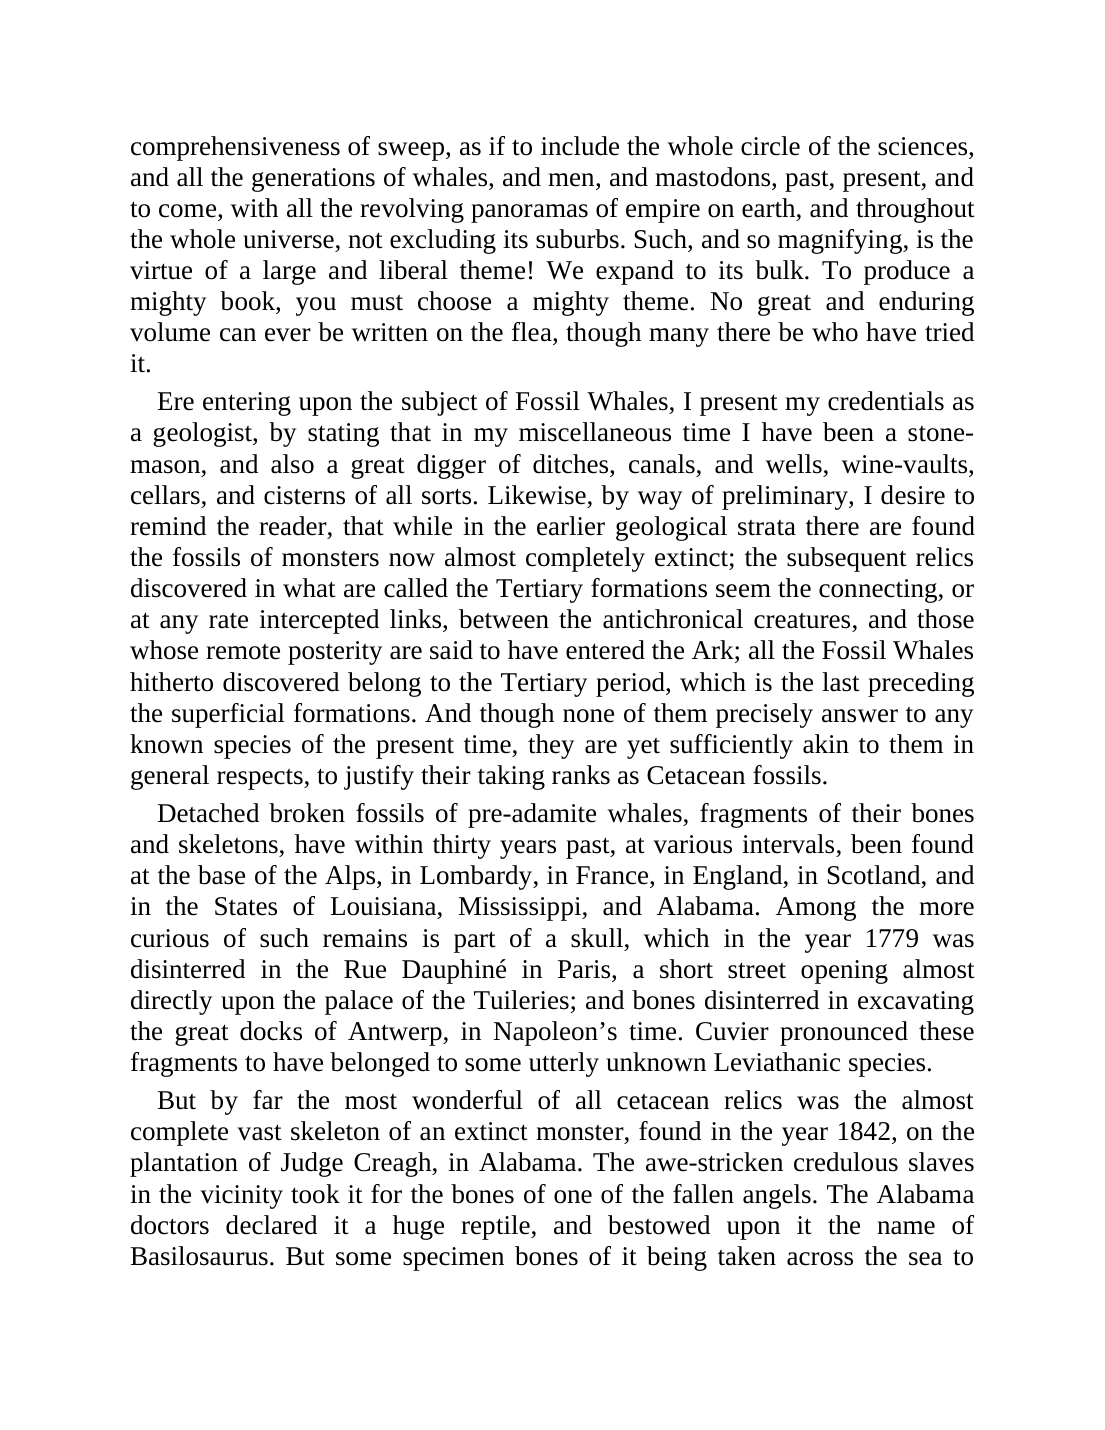 comprehensiveness of sweep, as if to include the whole circle of the sciences,
and all the generations of whales, and men, and mastodons, past, present, and
to come, with all the revolving panoramas of empire on earth, and throughout
the whole universe, not excluding its suburbs. Such, and so magnifying, is the
virtue of a large and liberal theme! We expand to its bulk. To produce a
mighty book, you must choose a mighty theme. No great and enduring
volume can ever be written on the flea, though many there be who have tried
it.
Ere entering upon the subject of Fossil Whales, I present my credentials as
a geologist, by stating that in my miscellaneous time I have been a stone-
mason, and also a great digger of ditches, canals, and wells, wine-vaults,
cellars, and cisterns of all sorts. Likewise, by way of preliminary, I desire to
remind the reader, that while in the earlier geological strata there are found
the fossils of monsters now almost completely extinct; the subsequent relics
discovered in what are called the Tertiary formations seem the connecting, or
at any rate intercepted links, between the antichronical creatures, and those
whose remote posterity are said to have entered the Ark; all the Fossil Whales
hitherto discovered belong to the Tertiary period, which is the last preceding
the superficial formations. And though none of them precisely answer to any
known species of the present time, they are yet sufficiently akin to them in
general respects, to justify their taking ranks as Cetacean fossils.
Detached broken fossils of pre-adamite whales, fragments of their bones
and skeletons, have within thirty years past, at various intervals, been found
at the base of the Alps, in Lombardy, in France, in England, in Scotland, and
in the States of Louisiana, Mississippi, and Alabama. Among the more
curious of such remains is part of a skull, which in the year 1779 was
disinterred in the Rue Dauphiné in Paris, a short street opening almost
directly upon the palace of the Tuileries; and bones disinterred in excavating
the great docks of Antwerp, in Napoleon’s time. Cuvier pronounced these
fragments to have belonged to some utterly unknown Leviathanic species.
But by far the most wonderful of all cetacean relics was the almost
complete vast skeleton of an extinct monster, found in the year 1842, on the
plantation of Judge Creagh, in Alabama. The awe-stricken credulous slaves
in the vicinity took it for the bones of one of the fallen angels. The Alabama
doctors declared it a huge reptile, and bestowed upon it the name of
Basilosaurus. But some specimen bones of it being taken across the sea to